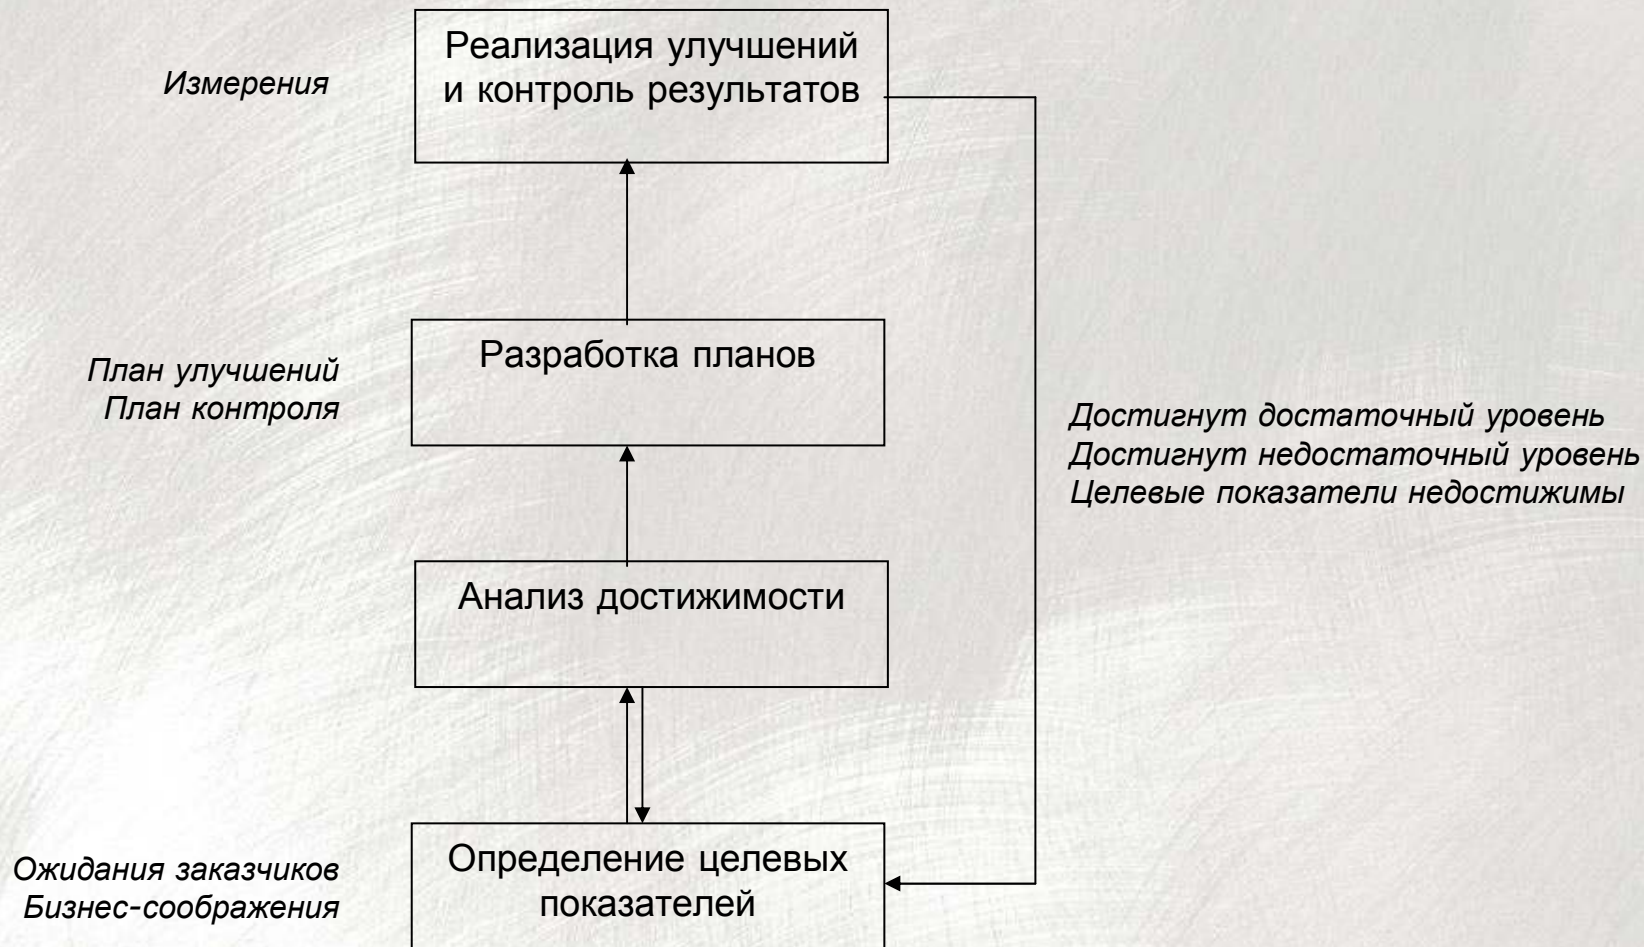 Реализация улучшений
и контроль результатов
Измерения
Разработка планов
План улучшений
План контроля
Достигнут достаточный уровень
Достигнут недостаточный уровень
Целевые показатели недостижимы
Анализ достижимости
Определение целевых
показателей
Ожидания заказчиков
Бизнес-соображения